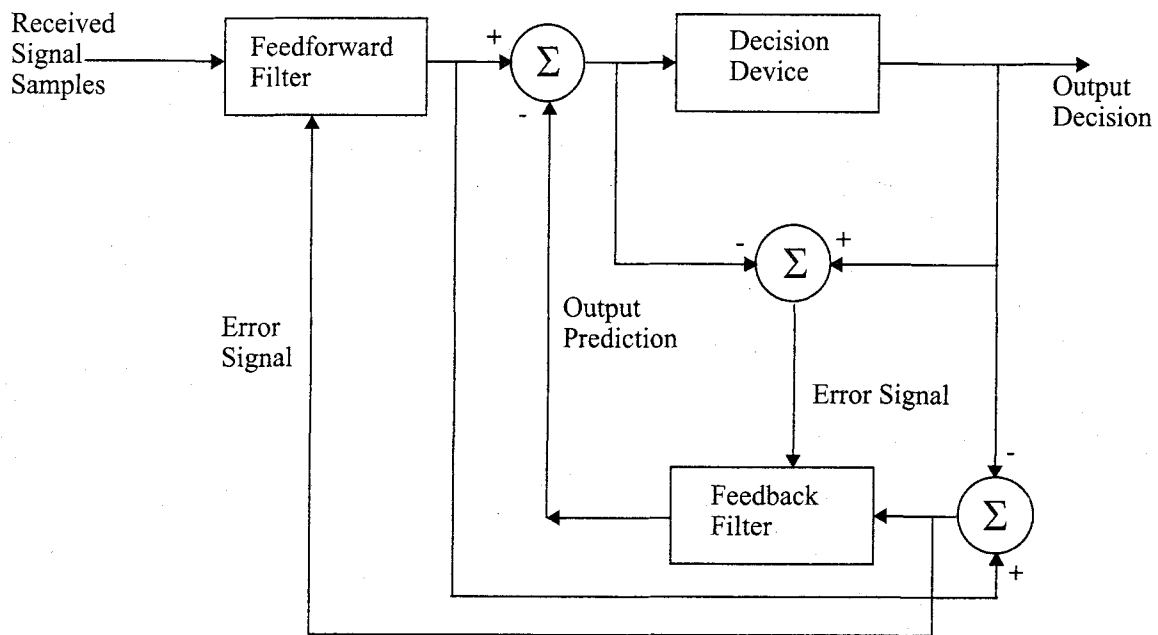 Received
Signal
Samples
Feedforward
Filter
+
Σ
-
Decision
Device
Output
Decision
-
Σ
+
Output
Prediction
Error
Signal
Error Signal
-
Feedback
Filter
Σ
+